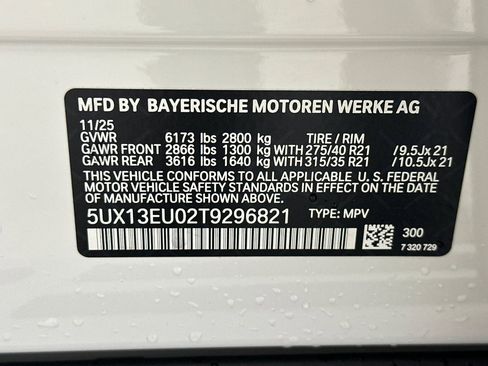 MFD BY BAYERISCHE MOTOREN WERKE AG
11/25
GVWR 6173 lbs 2800 kg TIRE / RIM
GAWR FRONT 2866 lbs 1300 kg WITH 275/40 R21 /9.5Jx21
GAWR REAR 3616 lbs 1640 kg WITH 315/35 R21 /10.5Jx21
THIS VEHICLE CONFORMS TO ALL APPLICABLE U.S. FEDERAL
MOTOR VEHICLE SAFETY STANDARDS IN EFFECT ON THE DATE
OF MANUFACTURE SHOWN ABOVE.
5UX13EU02T9296821 TYPE: MPV
300
7 320 729